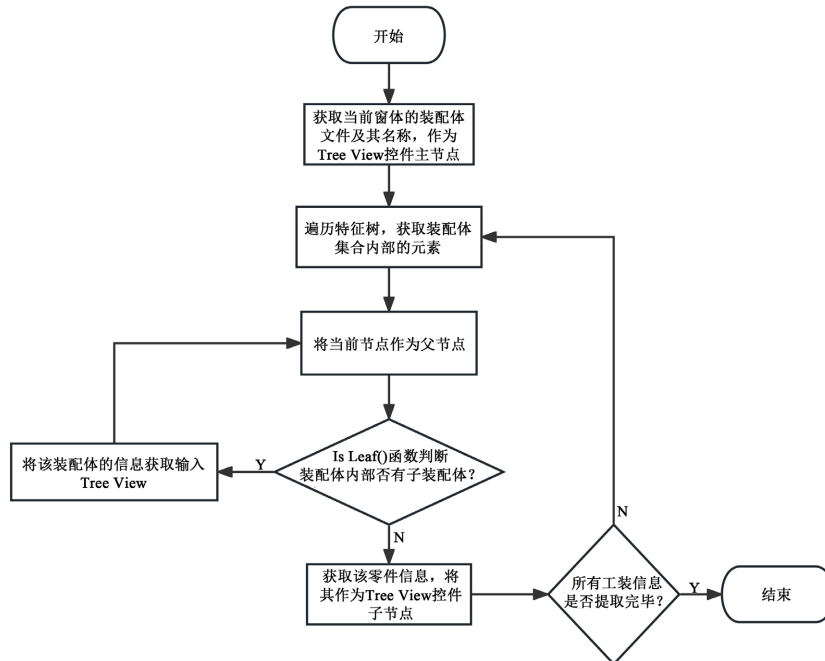 开始
获取当前窗体的装配体
文件及其名称，作为
Tree View控件主节点
遍历特征树，获取装配体
集合内部的元素
将当前节点作为父节点
Is Leaf()函数判断
装配体内部否有子装配体？
Y
将该装配体的信息获取输入
Tree View
N
获取该零件信息，将
其作为Tree View控件
子节点
所有工装信息
是否提取完毕？
N
Y
结束